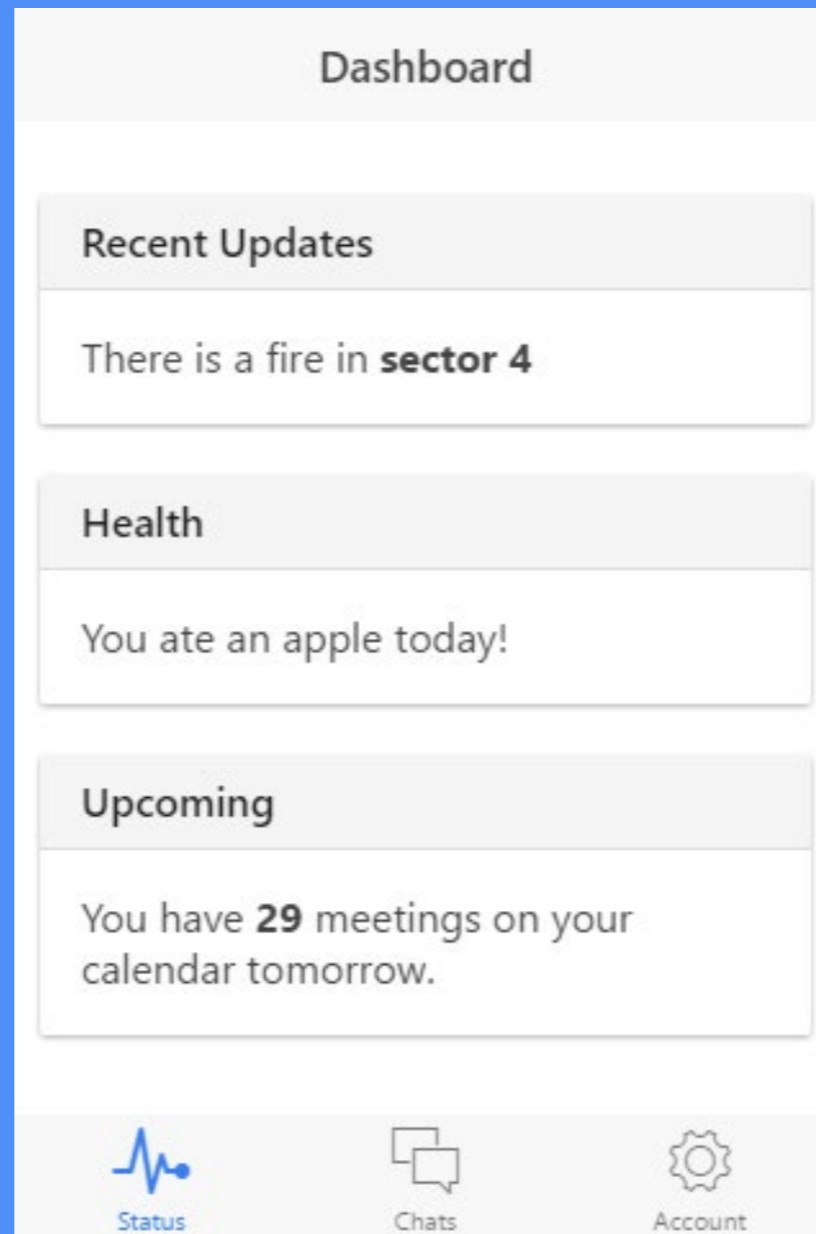 Dashboard
Recent Updates
There is a fire in sector 4
Health
You ate an apple today!
Upcoming
You have 29 meetings on your
calendar tomorrow.
Status
Chats
Account